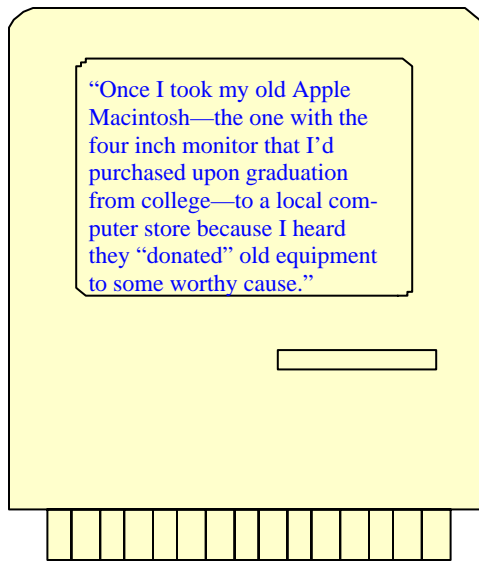 “Once I took my old Apple
Macintosh—the one with the
four inch monitor that I’d
purchased upon graduation
from college—to a local com-
puter store because I heard
they “donated” old equipment
to some worthy cause.”